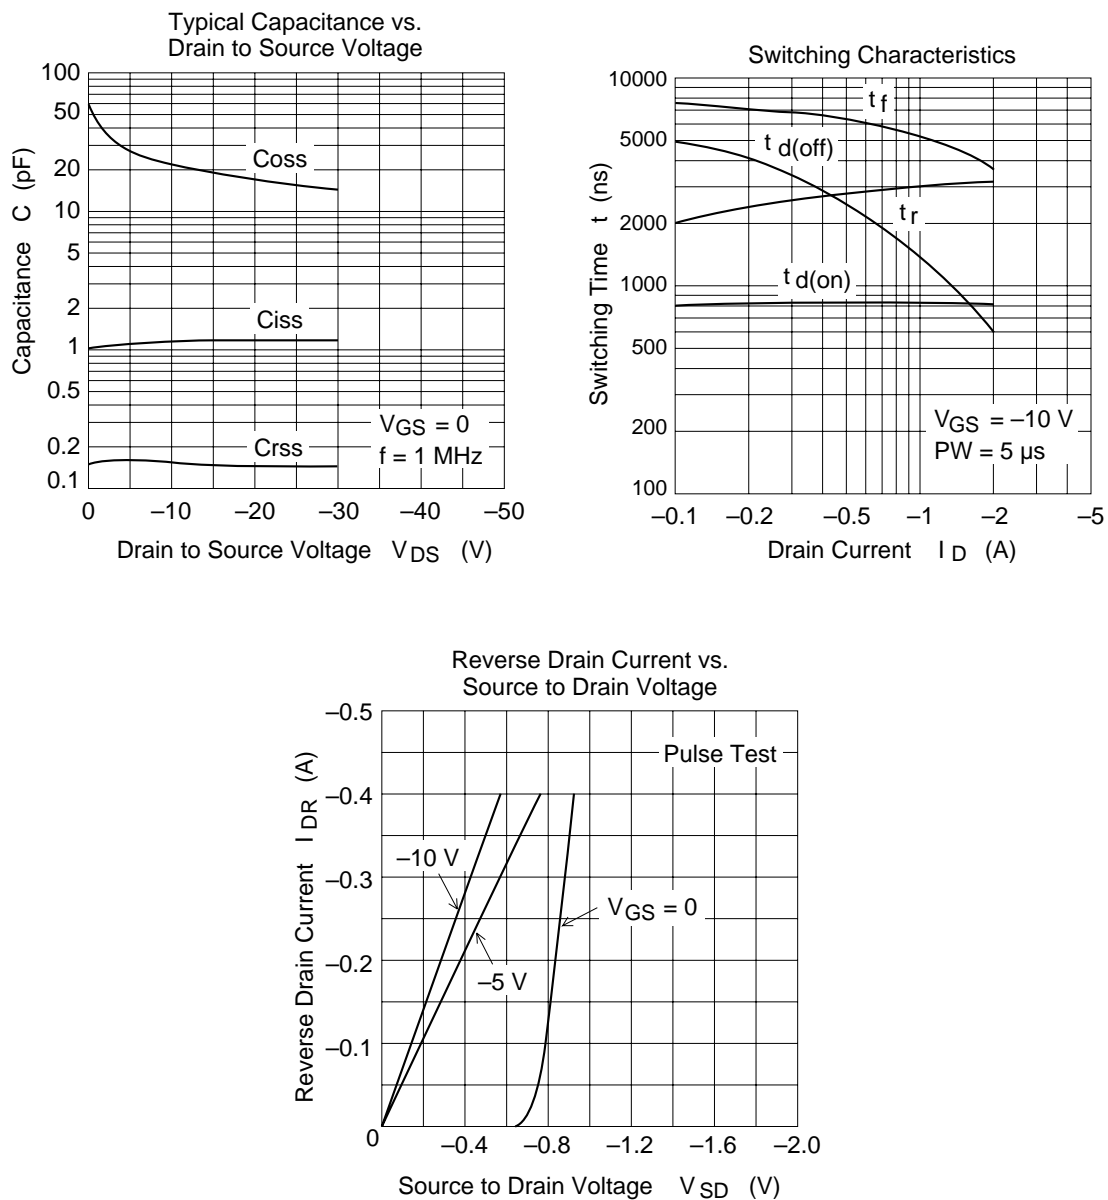 Typical Capacitance vs.
Drain to Source Voltage
100
50
20
10
5
2
1
0.5
0.2
0.1
Capacitance C (pF)
Coss
Ciss
Crss
VGS = 0
f = 1 MHz
0 –10 –20 –30 –40 –50
Drain to Source Voltage VDS (V)
Switching Characteristics
10000
5000
2000
1000
500
200
100
Switching Time t (ns)
tf
td(off)
tr
td(on)
VGS = –10 V
PW = 5 µs
–0.1 –0.2 –0.5 –1 –2 –5
Drain Current ID (A)
Reverse Drain Current vs.
Source to Drain Voltage
–0.5
–0.4
–0.3
–0.2
–0.1
0
Reverse Drain Current IDR (A)
Pulse Test
–10 V
–5 V
VGS = 0
–0.4 –0.8 –1.2 –1.6 –2.0
Source to Drain Voltage VSD (V)